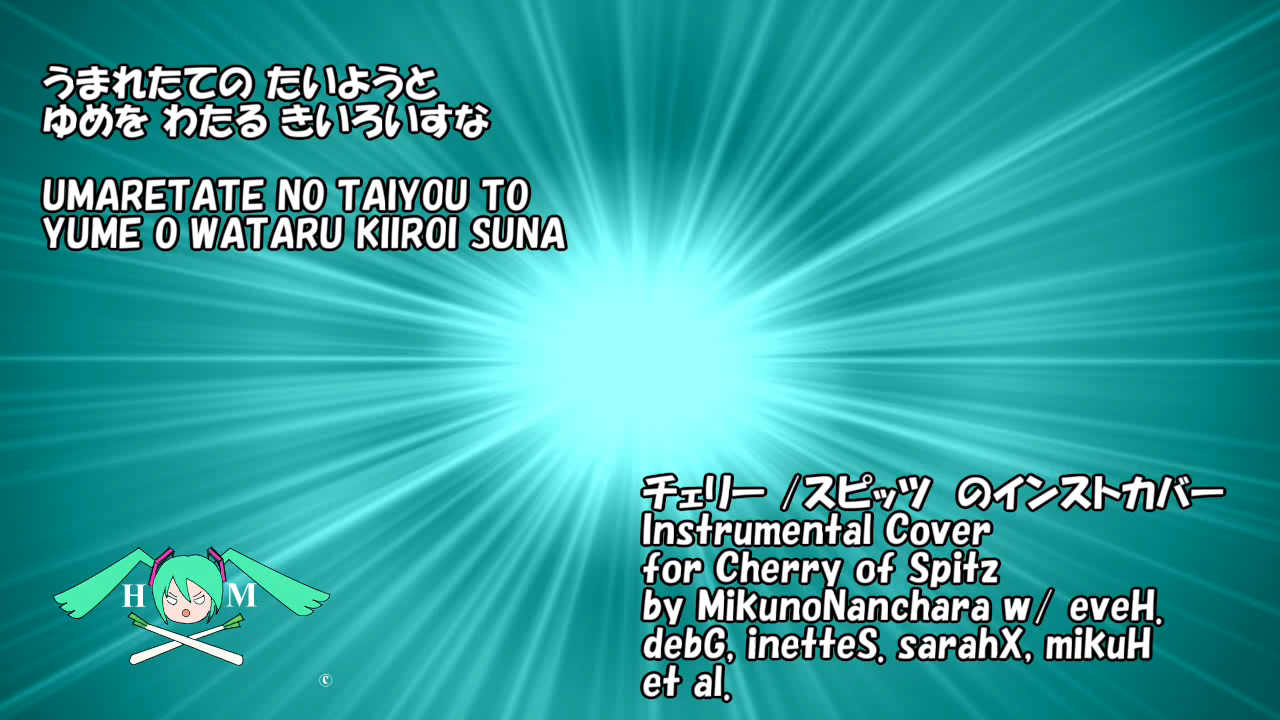 うまれたての たいようと
ゆめを わたる きいろいすな
UMARETATE NO TAIYOU TO
YUME O WATARU KIIROI SUNA
チェリー /スピッツ のインストカバー
Instrumental Cover
for Cherry of Spitz
by MikunoNanchara w/ eveH.
debG, inetteS. sarahX, mikuH
et al.
H M
©